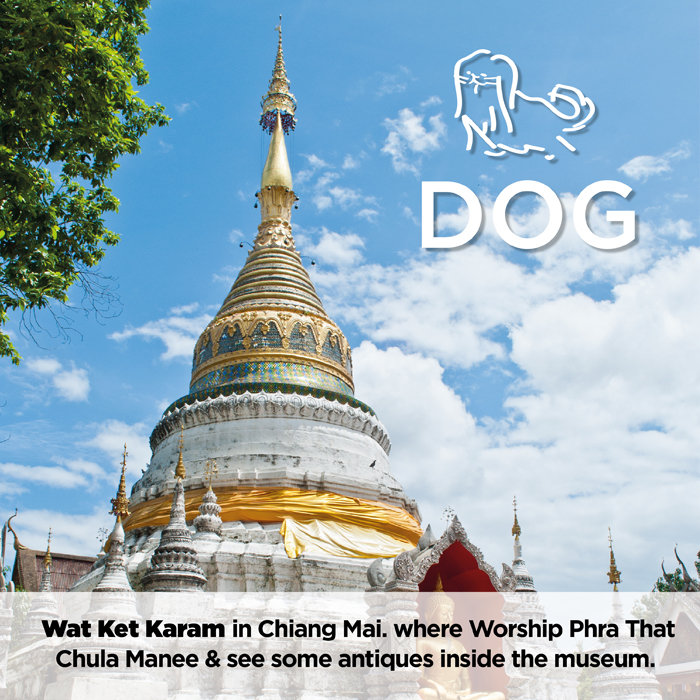 DOG
Wat Ket Karam in Chiang Mai. where Worship Phra That
Chula Manee & see some antiques inside the museum.